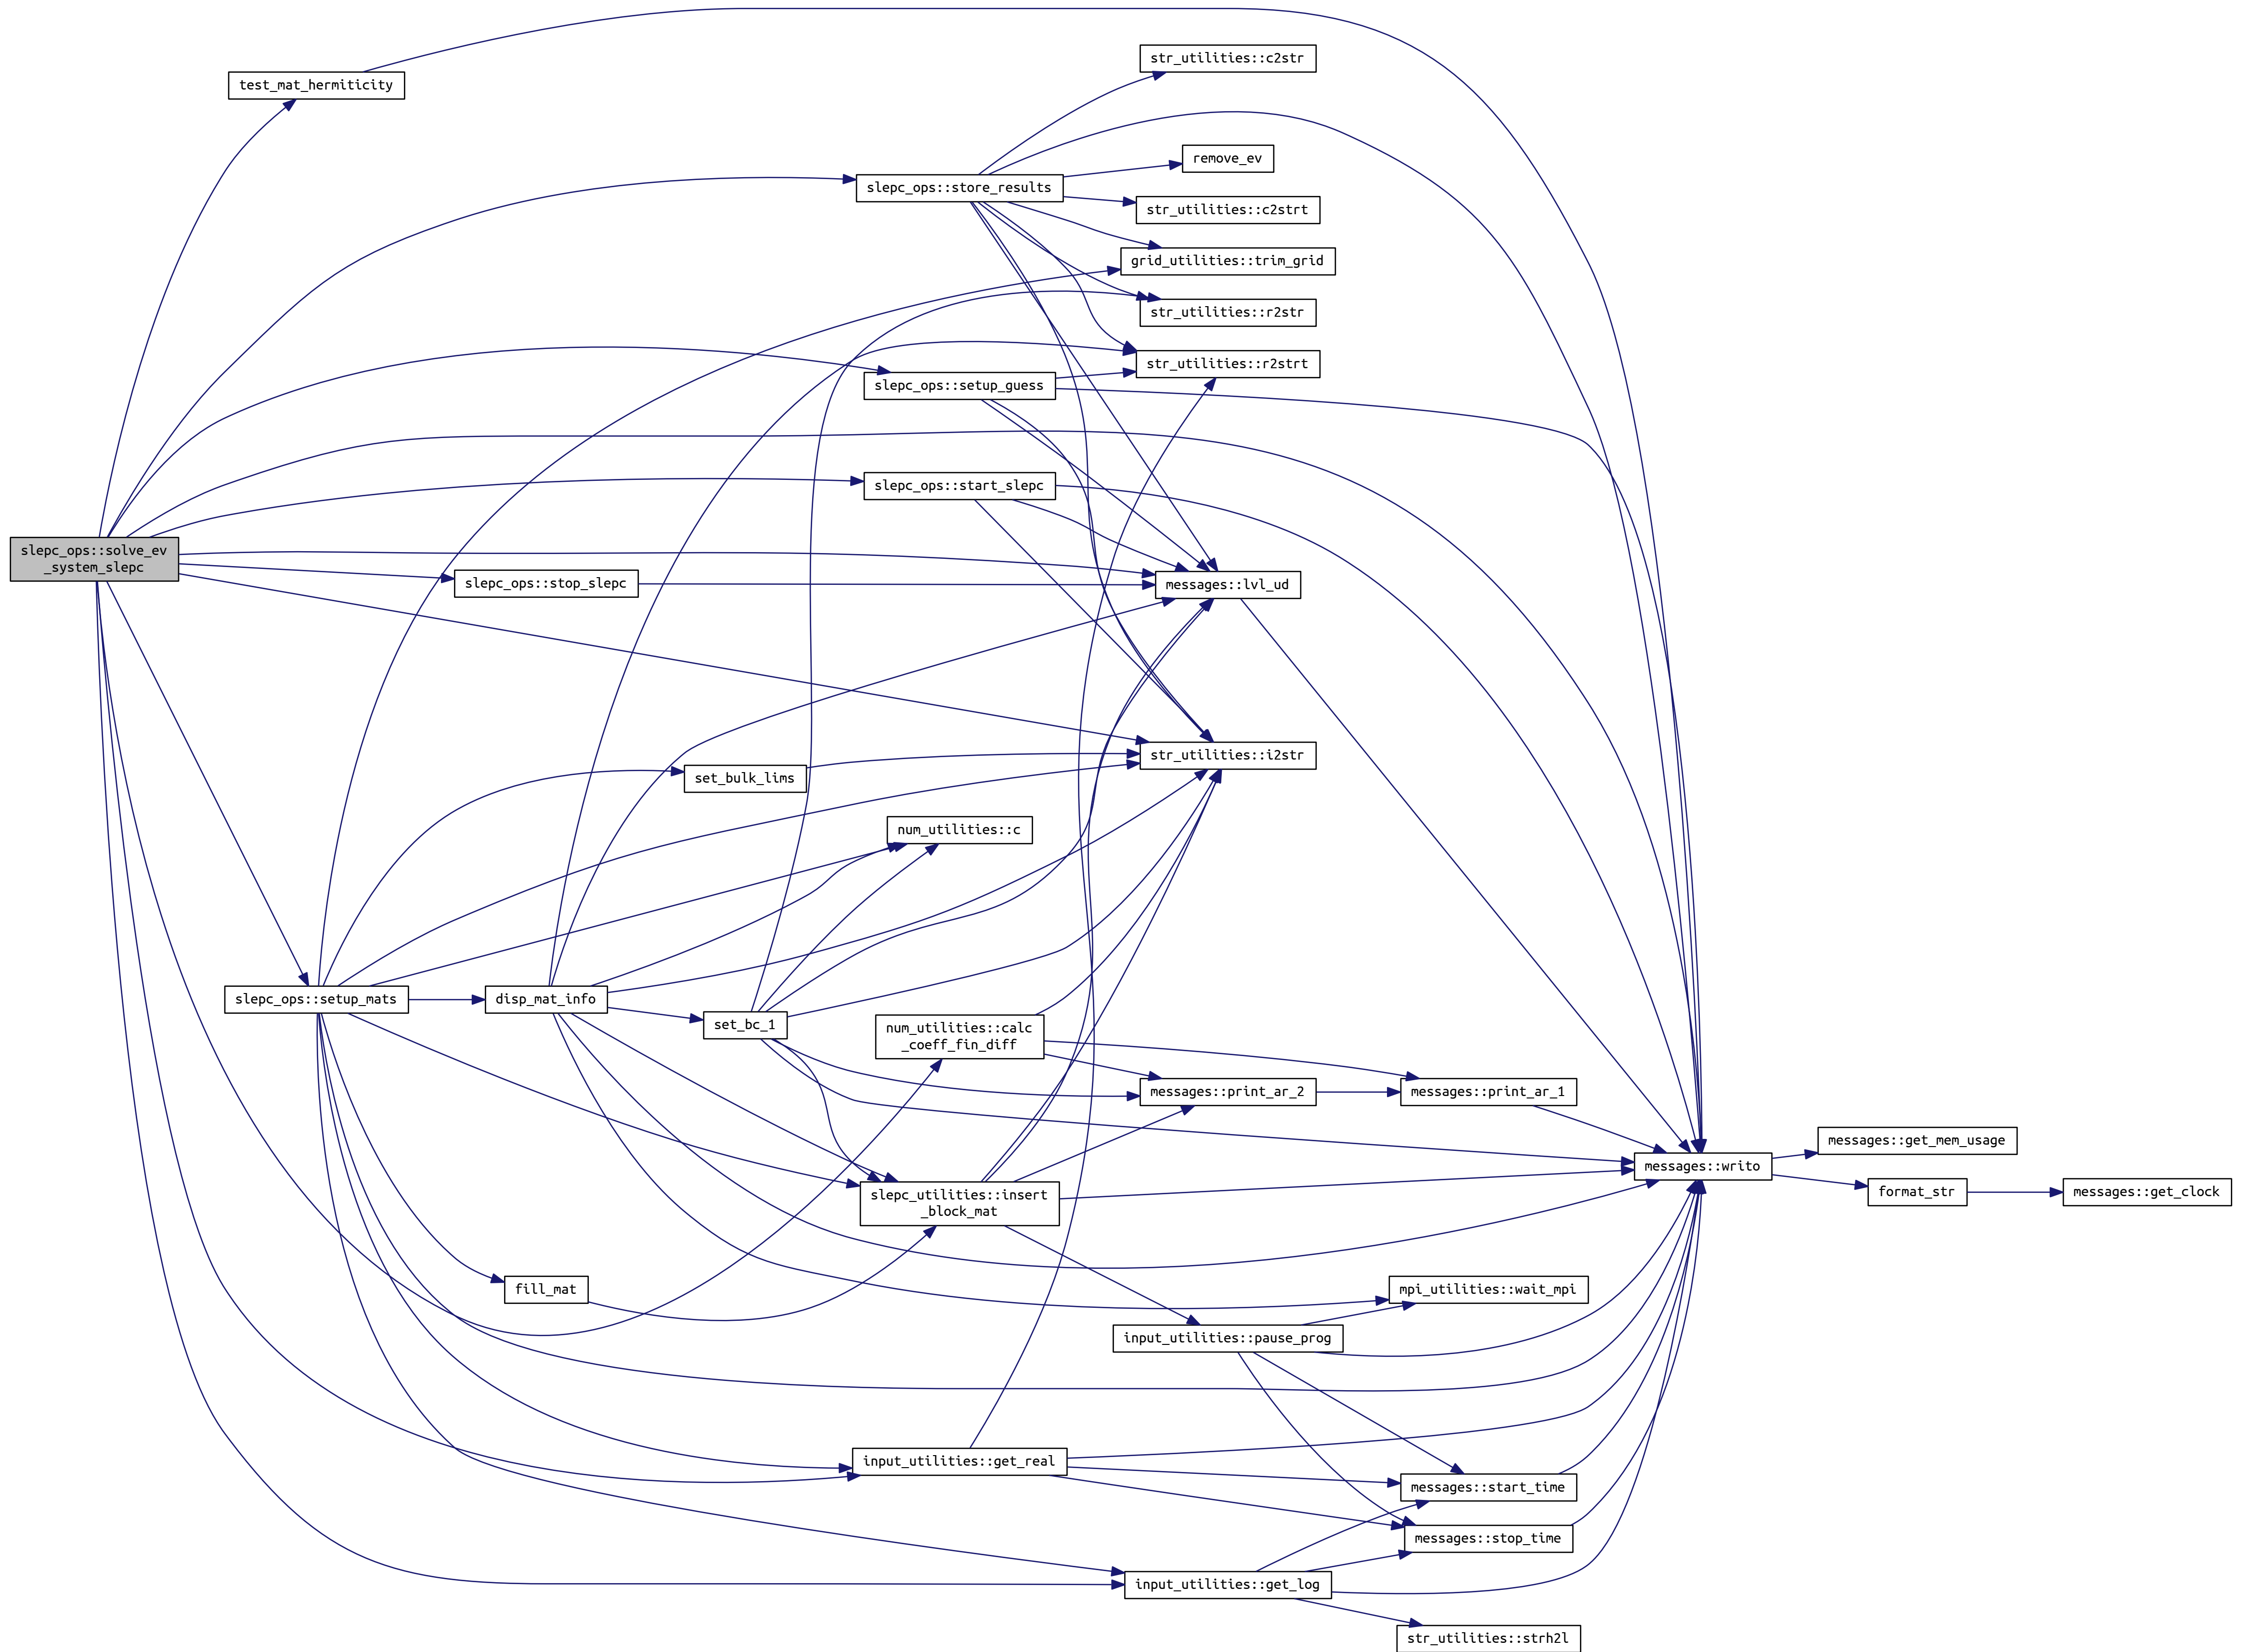 test_mat_hermiticity
str_utilities::c2str
remove_ev
slepc_ops::store_results
str_utilities::c2strt
grid_utilities::trim_grid
str_utilities::r2str
str_utilities::r2strt
slepc_ops::setup_guess
slepc_ops::start_slepc
slepc_ops::solve_ev
_system_slepc
slepc_ops::stop_slepc
messages::lvl_ud
str_utilities::i2str
set_bulk_lims
num_utilities::c
slepc_ops::setup_mats
disp_mat_info
set_bc_1
num_utilities::calc
_coeff_fin_diff
messages::print_ar_2
messages::print_ar_1
messages::get_mem_usage
messages::writo
format_str
messages::get_clock
slepc_utilities::insert
_block_mat
fill_mat
mpi_utilities::wait_mpi
input_utilities::pause_prog
input_utilities::get_real
messages::start_time
messages::stop_time
input_utilities::get_log
str_utilities::strh2l